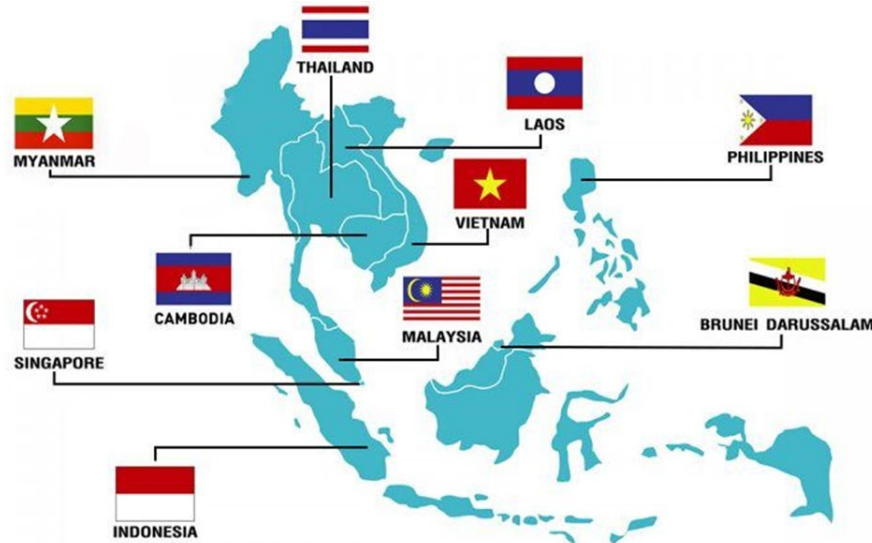 THAILAND
LAOS
MYANMAR
PHILIPPINES
VIETNAM
CAMBODIA
MALAYSIA
BRUNEI DARUSSALAM
SINGAPORE
INDONESIA